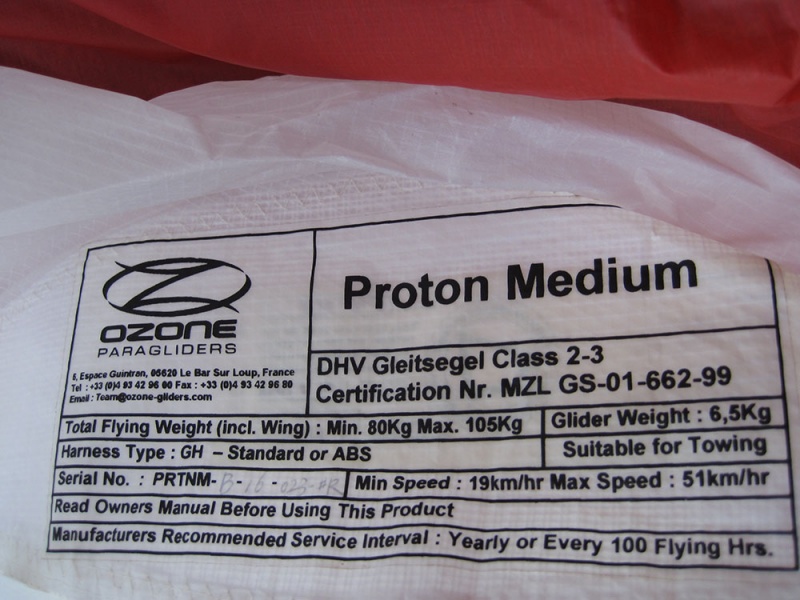 OZONE
PARAGLIDERS
5, Espace Guintran, 06620 Le Bar Sur Loup, France
Tel : +33 (0)4 93 42 96 00 Fax : +33 (0)4 93 42 96 80
Email : Team@ozone-gliders.com
Proton Medium
DHV Gleitsegel Class 2-3
Certification Nr. MZL GS-01-662-99
Total Flying Weight (incl. Wing) : Min. 80Kg Max. 105Kg
Glider Weight : 6,5Kg
Harness Type : GH – Standard or ABS
Suitable for Towing
Serial No. : PRTNM-
Min Speed : 19km/hr Max Speed : 51km/hr
Read Owners Manual Before Using This Product
Manufacturers Recommended Service Interval : Yearly or Every 100 Flying Hrs.